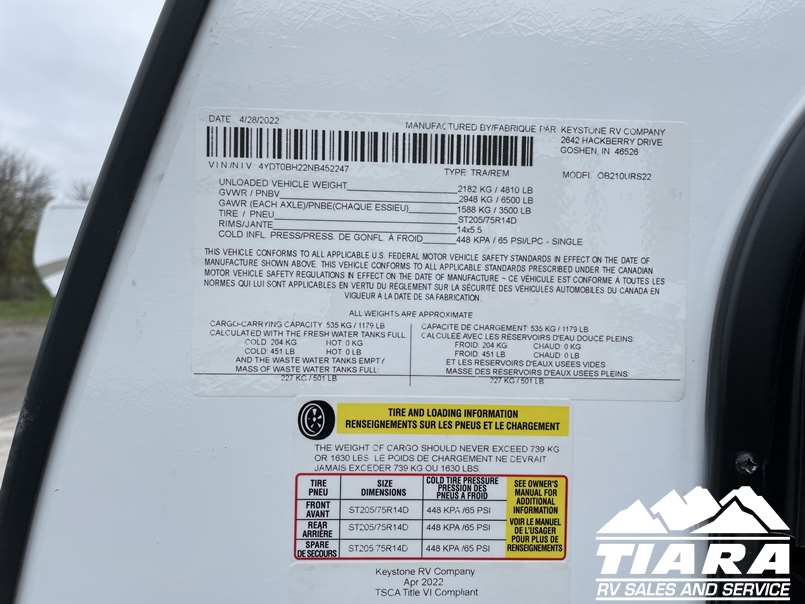 DATE 4/28/2022 MANUFACTURED BY/FABRIQUE PAR KEYSTONE RV COMPANY
2642 HACKBERRY DRIVE
GOSHEN, IN 46526
VIN/NIV: 4YDT0BH22NB452247 TYPE: TRA/REM MODEL OB210URS22
UNLOADED VEHICLE WEIGHT 2182 KG / 4810 LB
GVWR / PNBV 2948 KG / 6500 LB
GAWR (EACH AXLE)/PNBE(CHAQUE ESSIEU) 1588 KG / 3500 LB
TIRE / PNEU ST205/75R14D
RIMS/JANTE 14x5.5
COLD INFL. PRESS/PRESS. DE GONFL. À FROID 448 KPA / 65 PSI/LPC - SINGLE
THIS VEHICLE CONFORMS TO ALL APPLICABLE U.S. FEDERAL MOTOR VEHICLE SAFETY STANDARDS IN EFFECT ON THE DATE OF
MANUFACTURE SHOWN ABOVE. THIS VEHICLE CONFORMS TO ALL APPLICABLE STANDARDS PRESCRIBED UNDER THE CANADIAN
MOTOR VEHICLE SAFETY REGULATIONS IN EFFECT ON THE DATE OF MANUFACTURE ~ CE VÉHICULE EST CONFORME À TOUTES LES
NORMES QUI LUI SONT APPLICABLES EN VERTU DU RÈGLEMENT SUR LA SÉCURITÉ DES VÉHICULES AUTOMOBILES DU CANADA EN
VIGUEUR À LA DATE DE SA FABRICATION.
ALL WEIGHTS ARE APPROXIMATE
CARGO-CARRYING CAPACITY 535 KG / 1179 LB
CALCULATED WITH THE FRESH WATER TANKS FULL
COLD: 204 KG HOT: 0 KG
COLD: 451 LB HOT: 0 LB
AND THE WASTE WATER TANKS EMPTY /
MASS OF WASTE WATER TANKS FULL:
227 KG / 501 LB
CAPACITE DE CHARGEMENT: 535 KG / 1179 LB
CALCULÉE AVEC LES RÉSERVOIRS D'EAU DOUCE PLEINS:
FROID: 204 KG CHAUD: 0 KG
FROID: 451 LB CHAUD: 0 LB
ET LES RÉSERVOIRS D'EAUX USÉES VIDES
MASSE DES RESERVOIRS D'EAUX USÉES PLEINS:
227 KG / 501 LB
TIRE AND LOADING INFORMATION
RENSEIGNEMENTS SUR LES PNEUS ET LE CHARGEMENT
THE WEIGHT OF CARGO SHOULD NEVER EXCEED 739 KG
OR 1630 LBS. LE POIDS DE CHARGEMENT NE DEVRAIT
JAMAIS EXCEDER 739 KG OU 1630 LBS.
TIRE
PNEU
SIZE
DIMENSIONS
COLD TIRE PRESSURE
PRESSION DES
PNEUS A FROID
FRONT
AVANT
ST205/75R14D 448 KPA /65 PSI
REAR
ARRIÈRE
ST205/75R14D 448 KPA /65 PSI
SPARE
DE SECOURS
ST205/75R14D 448 KPA /65 PSI
SEE OWNER'S
MANUAL FOR
ADDITIONAL
INFORMATION
VOIR LE MANUEL
DE L'USAGER
POUR PLUS DE
RENSEIGNEMENTS
Keystone RV Company
Apr 2022
TSCA Title VI Compliant
TIARA
RV SALES AND SERVICE